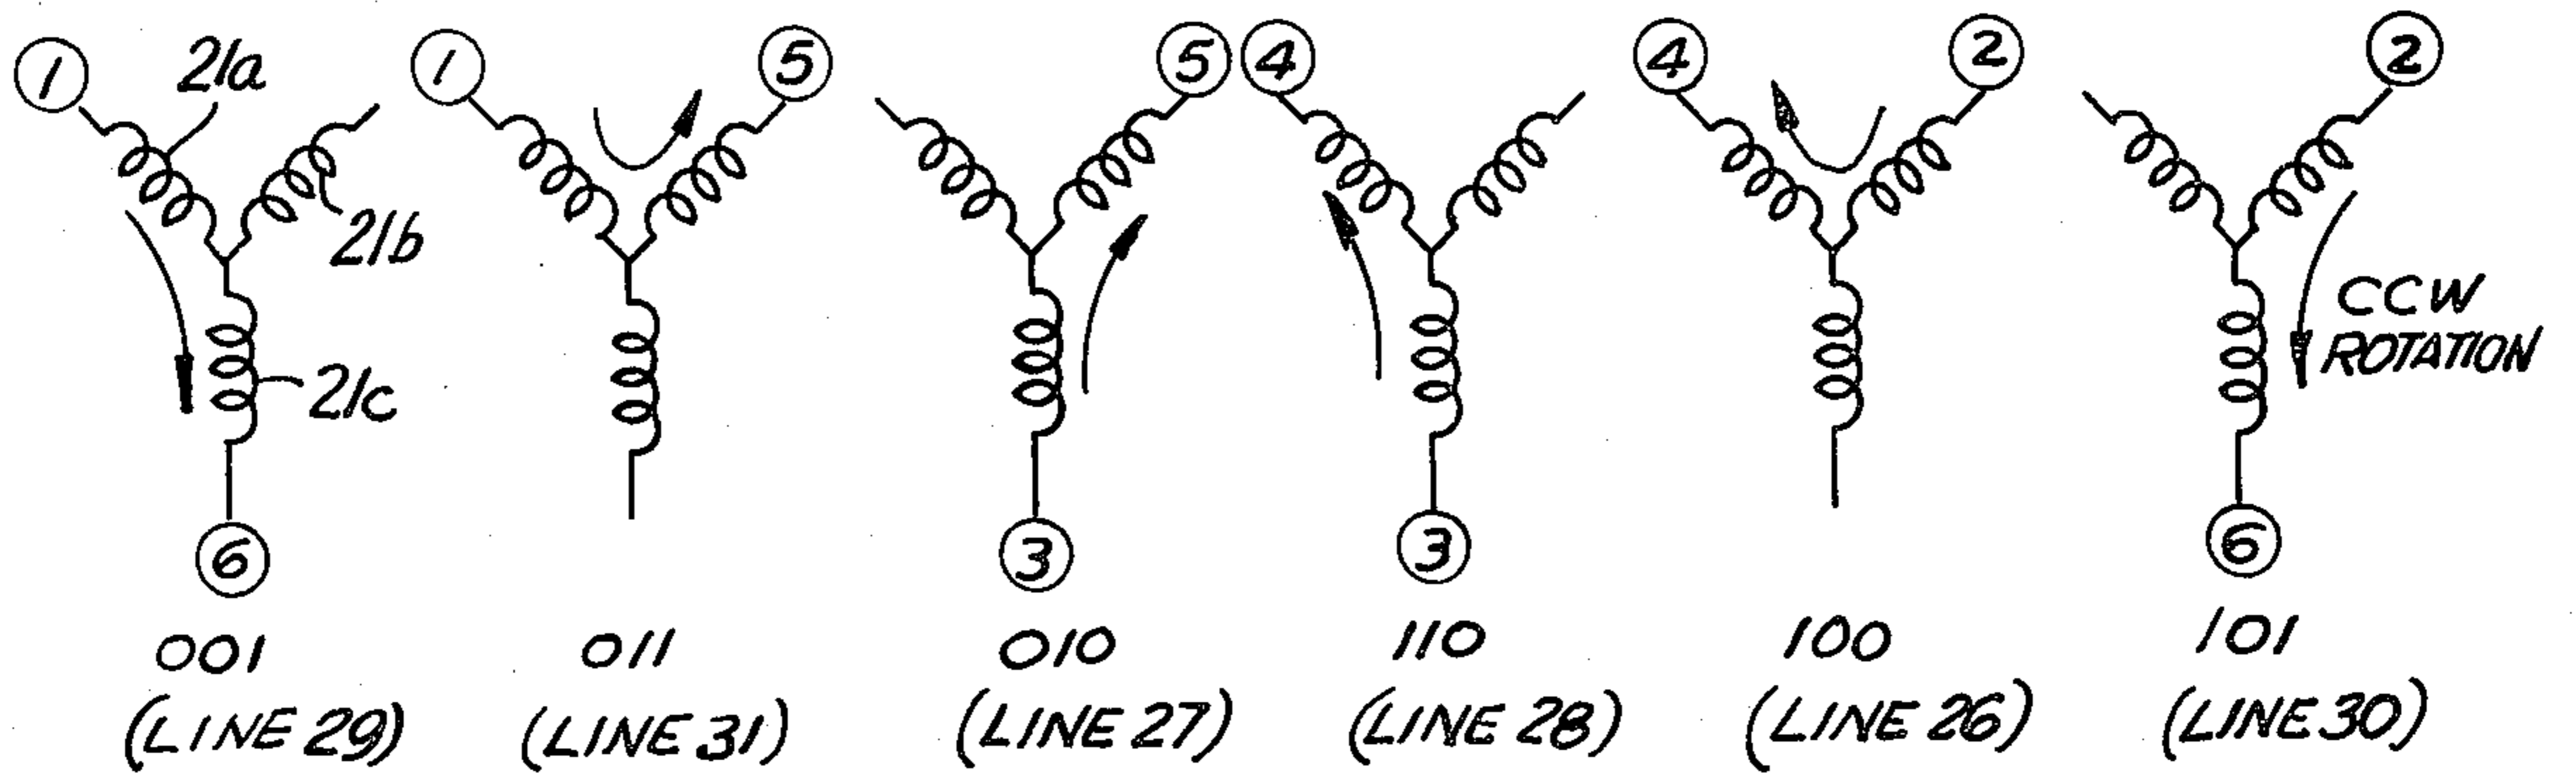 1 21a 1 5 5 4 4 2 2
21b
CCW
ROTATION
21c
6 3 3 6
001 011 010 110 100 101
(LINE 29) (LINE 31) (LINE 27) (LINE 28) (LINE 26) (LINE 30)